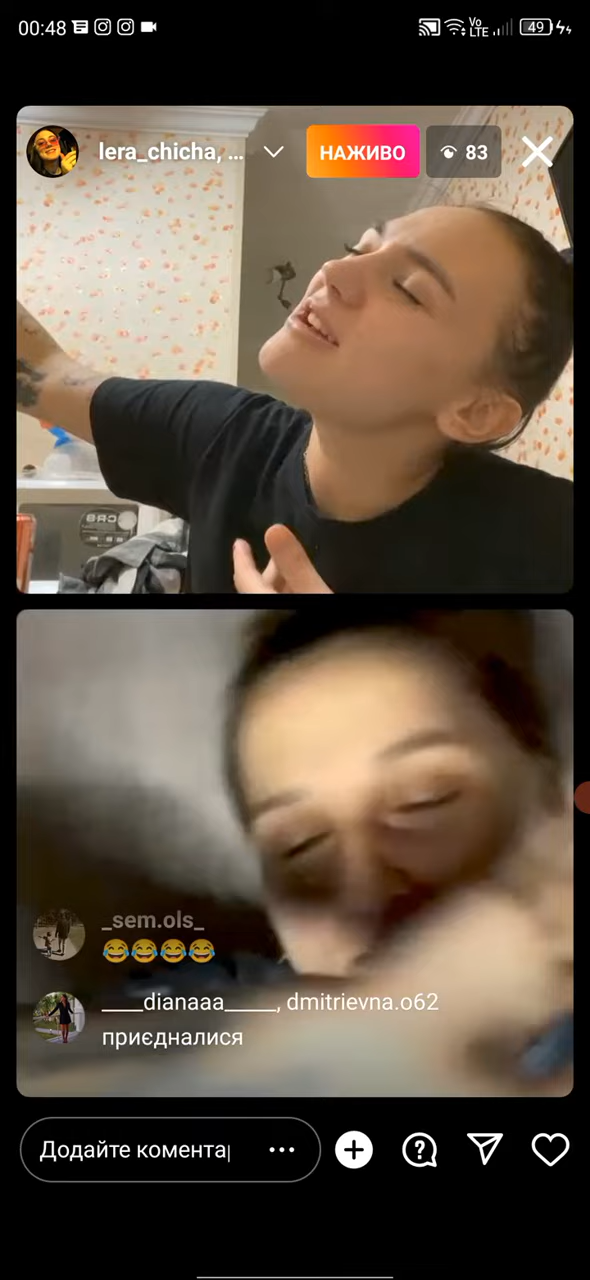 00:48
Vo
LTE
49
lera_chicha, ...
НАЖИВО
83
_sem.ols_
😂😂😂😂
____dianaaa_____, dmitrievna.o62
приєдналися
Додайте комента